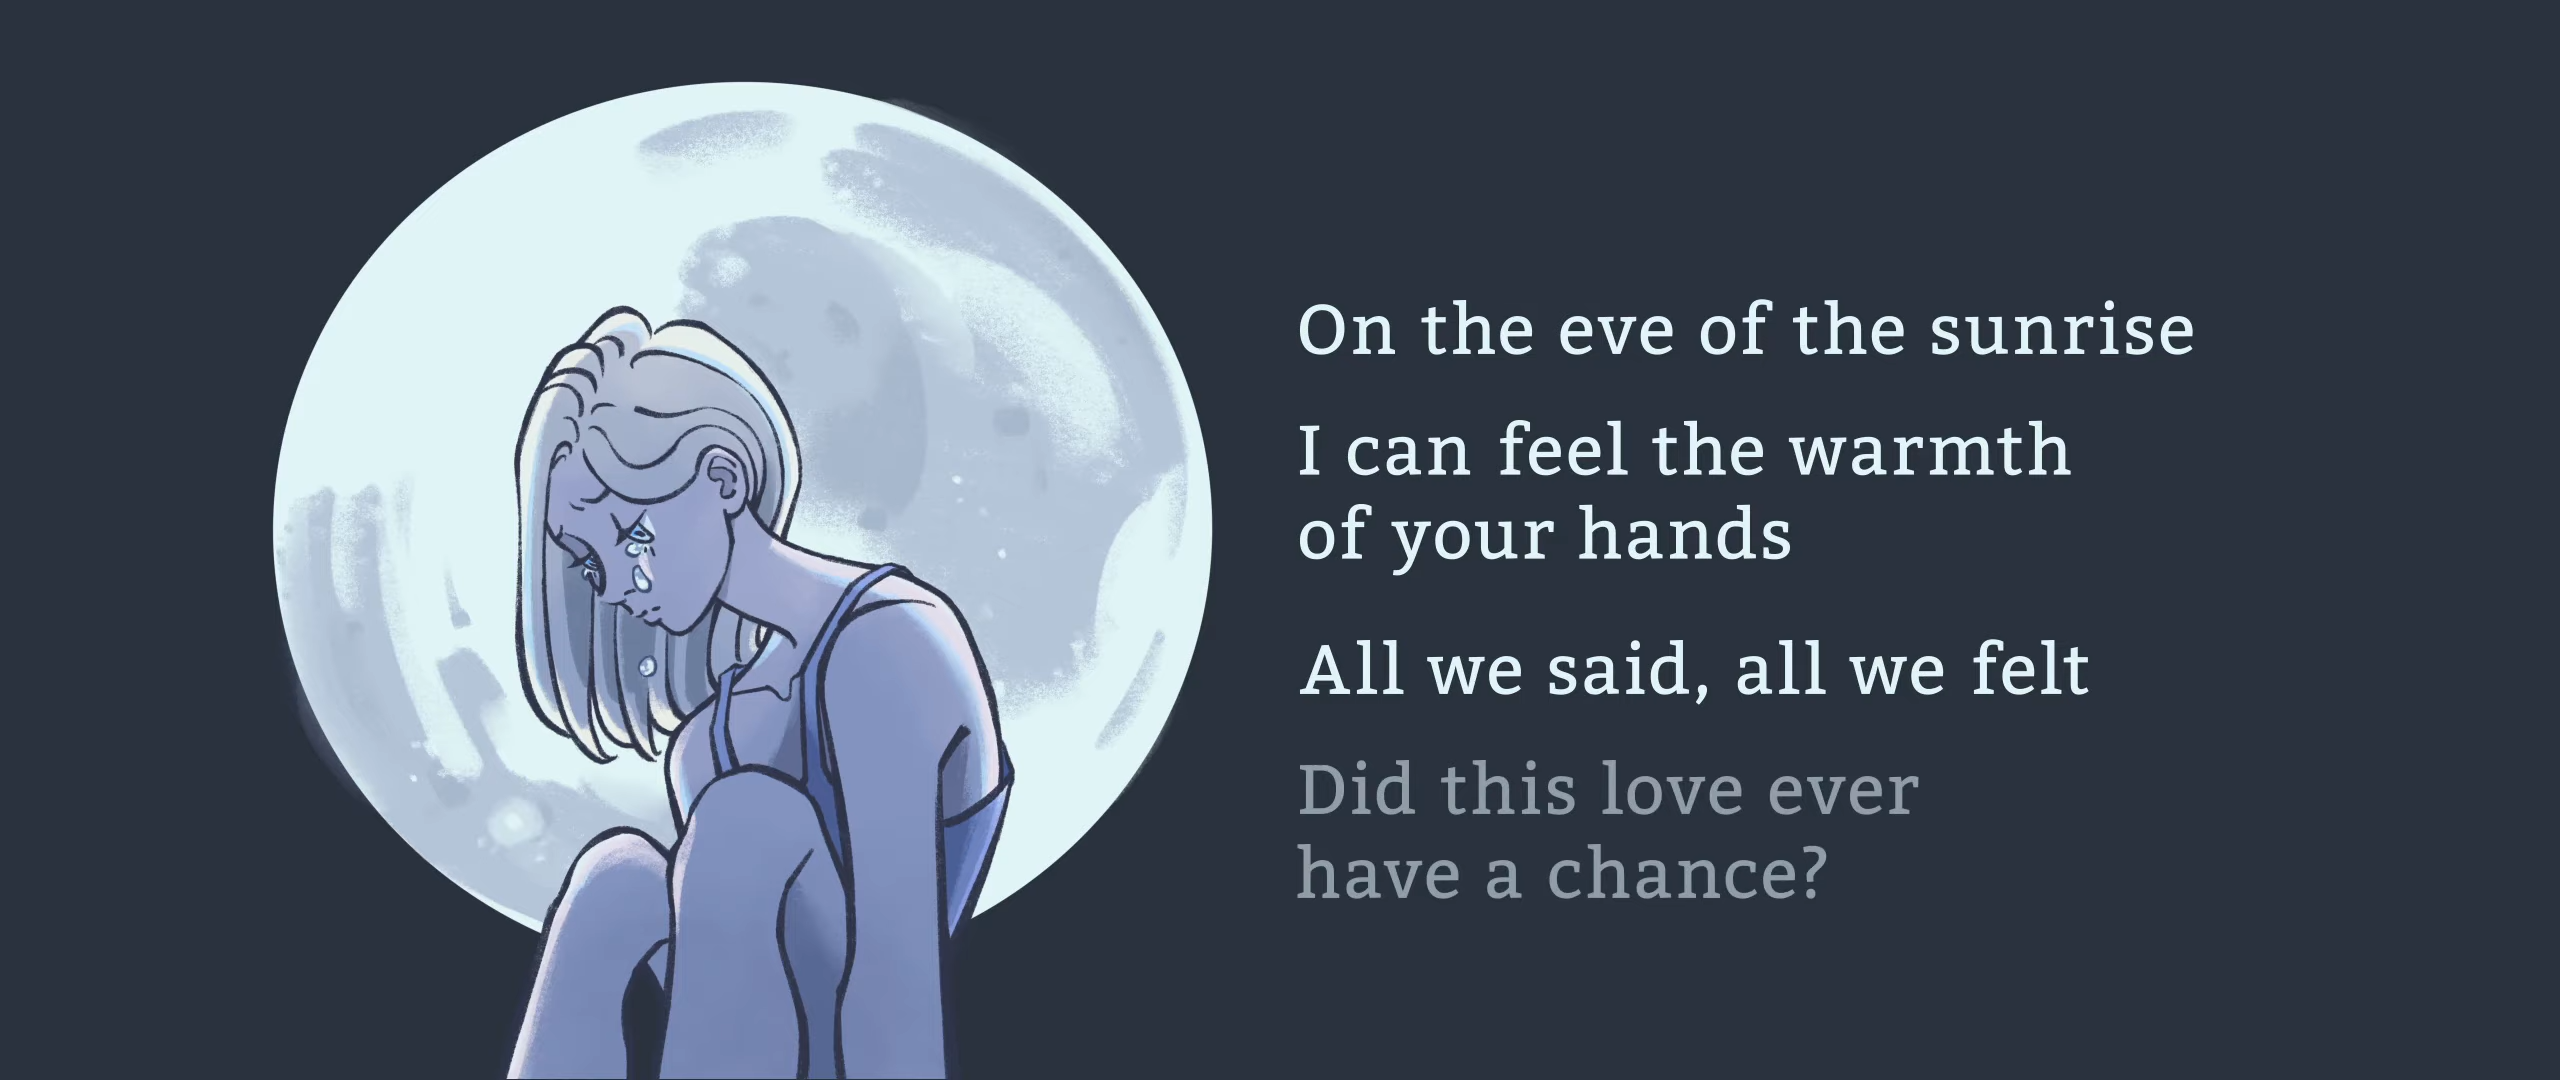 On the eve of the sunrise
I can feel the warmth
of your hands
All we said, all we felt
Did this love ever
have a chance?